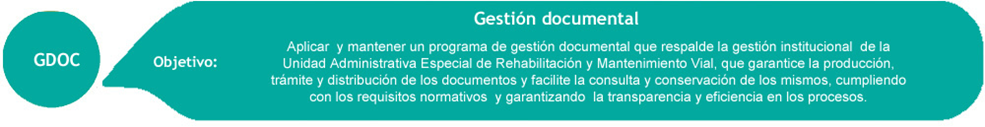 Gestión documental
GDOC
Objetivo:
Aplicar y mantener un programa de gestión documental que respalde la gestión institucional de la
Unidad Administrativa Especial de Rehabilitación y Mantenimiento Vial, que garantice la producción,
trámite y distribución de los documentos y facilite la consulta y conservación de los mismos, cumpliendo
con los requisitos normativos y garantizando la transparencia y eficiencia en los procesos.